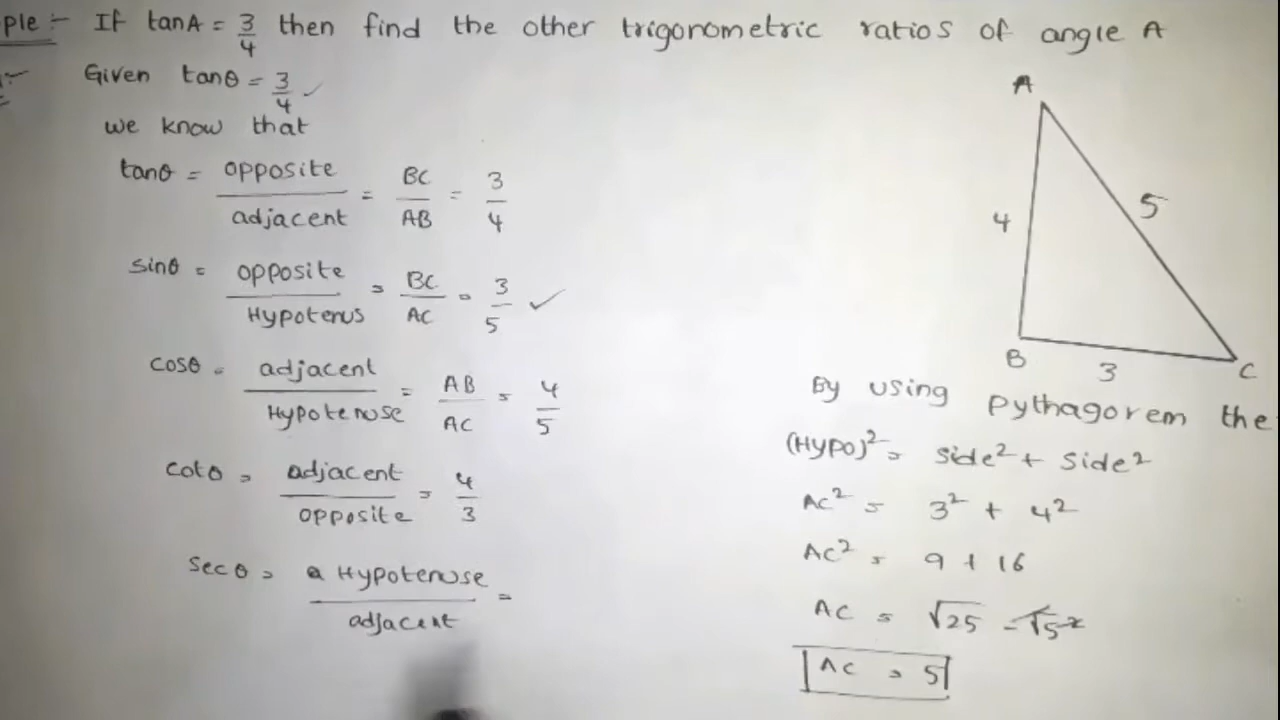 ple :- If tanA = 3/4 then find the other trigonometric ratios of angle A
Given tanθ = 3/4 ✓
we know that
tanθ = opposite/adjacent = BC/AB = 3/4
sinθ = opposite/Hypotenus = BC/AC = 3/5 ✓
cosθ = adjacent/Hypotenuse = AB/AC = 4/5
cotθ = adjacent/opposite = 4/3
secθ = Hypotenuse/adjacent =
A
4 5
B 3 C
By using pythagorem the
(Hypo)² = side² + side²
AC² = 3² + 4²
AC² = 9 + 16
AC = √25 = √5²
AC = 5